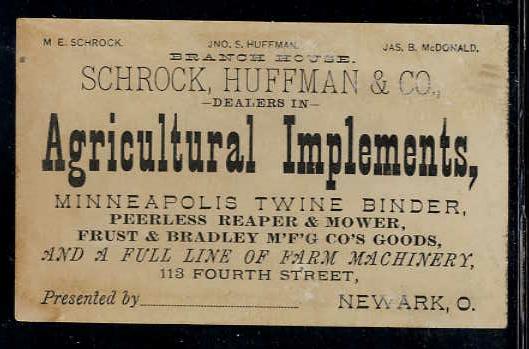 M. E. SCHROCK. JNO. S. HUFFMAN. JAS. B. McDONALD.
BRANCH HOUSE.
SCHROCK, HUFFMAN & CO.,
—DEALERS IN—
Agricultural Implements,
MINNEAPOLIS TWINE BINDER,
PEERLESS REAPER & MOWER,
FRUST & BRADLEY M'F'G CO'S GOODS,
AND A FULL LINE OF FARM MACHINERY,
113 FOURTH STREET,
Presented by NEWARK, O.